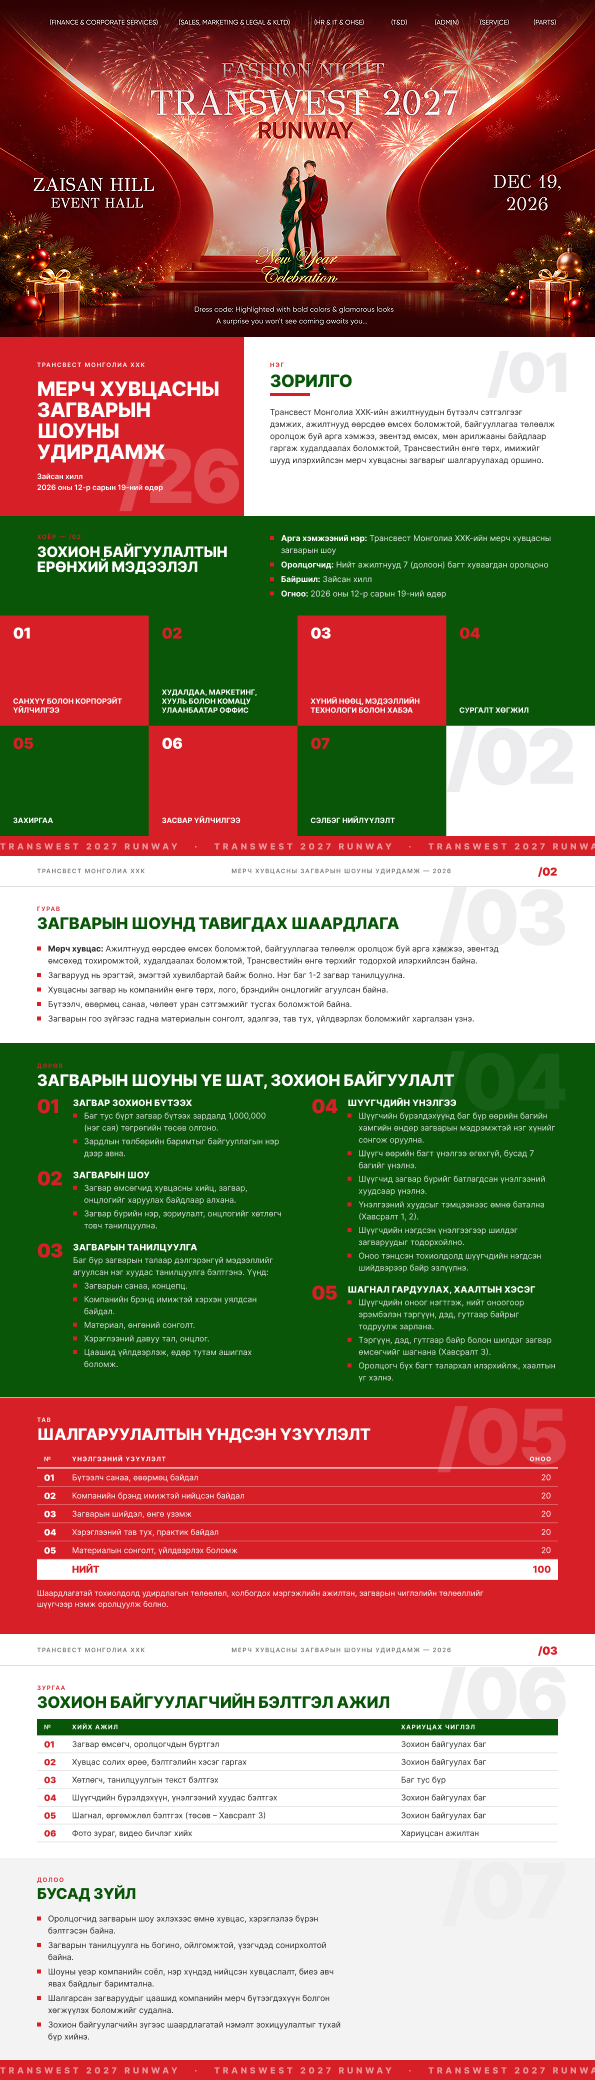 (FINANCE & CORPORATE SERVICES) (SALES, MARKETING & LEGAL & KLTD) (HR & IT & OHSE) (T&D) (ADMIN) (SERVICE) (PARTS)
FASHION NIGHT
TRANSWEST 2027
RUNWAY
ZAISAN HILL
EVENT HALL
DEC 19,
2026
New Year
Celebration
Dress code: Highlighted with bold colors & glamorous looks
A surprise you won't see coming awaits you...
ТРАНСВЕСТ МОНГОЛИА ХХК
МЕРЧ ХУВЦАСНЫ
ЗАГВАРЫН
ШОУНЫ
УДИРДАМЖ
/26
Зайсан хилл
2026 оны 12-р сарын 19-ний өдөр
/01
НЭГ
ЗОРИЛГО
Трансвест Монголиа ХХК-ийн ажилтнуудын бүтээлч сэтгэлгээг
дэмжих, ажилтнууд өөрсдөө өмсөх боломжтой, байгууллагаа төлөөлж
оролцож буй арга хэмжээ, эвентэд өмсөх, мөн арилжааны байдлаар
гаргаж худалдаалах боломжтой, Трансвестийн өнгө төрх, имижийг
шууд илэрхийлсэн мерч хувцасны загварыг шалгаруулахад оршино.
ХОЁР — /02
ЗОХИОН БАЙГУУЛАЛТЫН
ЕРӨНХИЙ МЭДЭЭЛЭЛ
Арга хэмжээний нэр: Трансвест Монголиа ХХК-ийн мерч хувцасны
загварын шоу
Оролцогчид: Нийт ажилтнууд 7 (долоон) багт хуваагдан оролцоно
Байршил: Зайсан хилл
Огноо: 2026 оны 12-р сарын 19-ний өдөр
01
САНХҮҮ БОЛОН КОРПОРЭЙТ
ҮЙЛЧИЛГЭЭ
02
ХУДАЛДАА, МАРКЕТИНГ,
ХУУЛЬ БОЛОН КОМАЦУ
УЛААНБААТАР ОФФИС
03
ХҮНИЙ НӨӨЦ, МЭДЭЭЛЛИЙН
ТЕХНОЛОГИ БОЛОН ХАБЭА
04
СУРГАЛТ ХӨГЖИЛ
05
ЗАХИРГАА
06
ЗАСВАР ҮЙЛЧИЛГЭЭ
07
СЭЛБЭГ НИЙЛҮҮЛЭЛТ
/02
TRANSWEST 2027 RUNWAY · TRANSWEST 2027 RUNWAY · TRANSWEST 2027 RUNWA
ТРАНСВЕСТ МОНГОЛИА ХХК МЕРЧ ХУВЦАСНЫ ЗАГВАРЫН ШОУНЫ УДИРДАМЖ — 2026 /02
/03
ГУРАВ
ЗАГВАРЫН ШОУНД ТАВИГДАХ ШААРДЛАГА
Мерч хувцас: Ажилтнууд өөрсдөө өмсөх боломжтой, байгууллагаа төлөөлж оролцож буй арга хэмжээ, эвентэд
өмсөхөд тохиромжтой, худалдаалах боломжтой, Трансвестийн өнгө төрхийг тодорхой илэрхийлсэн байна.
Загварууд нь эрэгтэй, эмэгтэй хувилбартай байж болно. Нэг баг 1-2 загвар танилцуулна.
Хувцасны загвар нь компанийн өнгө төрх, лого, брэндийн онцлогийг агуулсан байна.
Бүтээлч, өвөрмөц санаа, чөлөөт уран сэтгэмжийг тусгах боломжтой байна.
Загварын гоо зүйгээс гадна материалын сонголт, эдэлгээ, тав тух, үйлдвэрлэх боломжийг харгалзан үзнэ.
/04
ДӨРӨВ
ЗАГВАРЫН ШОУНЫ ҮЕ ШАТ, ЗОХИОН БАЙГУУЛАЛТ
01 ЗАГВАР ЗОХИОН БҮТЭЭХ
Баг тус бүрт загвар бүтээх зардалд 1,000,000
(нэг сая) төгрөгийн төсөв олгоно.
Зардлын төлбөрийн баримтыг байгууллагын нэр
дээр авна.
02 ЗАГВАРЫН ШОУ
Загвар өмсөгчид хувцасны хийц, загвар,
онцлогийг харуулах байдлаар алхана.
Загвар бүрийн нэр, зориулалт, онцлогийг хөтлөгч
товч танилцуулна.
03 ЗАГВАРЫН ТАНИЛЦУУЛГА
Баг бүр загварын талаар дэлгэрэнгүй мэдээллийг
агуулсан нэг хуудас танилцуулга бэлтгэнэ. Үүнд:
Загварын санаа, концепц.
Компанийн брэнд имижтэй хэрхэн уялдсан
байдал.
Материал, өнгөний сонголт.
Хэрэглээний давуу тал, онцлог.
Цаашид үйлдвэрлэж, өдөр тутам ашиглах
боломж.
04 ШҮҮГЧДИЙН ҮНЭЛГЭЭ
Шүүгчийн бүрэлдэхүүнд баг бүр өөрийн багийн
хамгийн өндөр загварын мэдрэмжтэй нэг хүнийг
сонгож оруулна.
Шүүгч өөрийн багт үнэлгээ өгөхгүй, бусад 7
багийг үнэлнэ.
Шүүгчид загвар бүрийг батлагдсан үнэлгээний
хуудсаар үнэлнэ.
Үнэлгээний хуудсыг тэмцээнээс өмнө батална
(Хавсралт 1, 2).
Шүүгчдийн нэгдсэн үнэлгээгээр шилдэг
загваруудыг тодорхойлно.
Оноо тэнцсэн тохиолдолд шүүгчдийн нэгдсэн
шийдвэрээр байр эзлүүлнэ.
05 ШАГНАЛ ГАРДУУЛАХ, ХААЛТЫН ХЭСЭГ
Шүүгчдийн оноог нэгтгэж, нийт онооgoор
эрэмбэлэн тэргүүн, дэд, гутгаар байрыг
тодруулж зарлана.
Тэргүүн, дэд, гутгаар байр болон шилдэг загвар
өмсөгчийг шагнана (Хавсралт 3).
Оролцогч бүх багт талархал илэрхийлж, хаалтын
үг хэлнэ.
/05
ТАВ
ШАЛГАРУУЛАЛТЫН ҮНДСЭН ҮЗҮҮЛЭЛТ
№ ҮНЭЛГЭЭНИЙ ҮЗҮҮЛЭЛТ ОНОО
01 Бүтээлч санаа, өвөрмөц байдал 20
02 Компанийн брэнд имижтэй нийцсэн байдал 20
03 Загварын шийдэл, өнгө үзэмж 20
04 Хэрэглээний тав тух, практик байдал 20
05 Материалын сонголт, үйлдвэрлэх боломж 20
НИЙТ 100
Шаардлагатай тохиолдолд удирдлагын төлөөлөл, холбогдох мэргэжлийн ажилтан, загварын чиглэлийн төлөөллийг
шүүгчээр нэмж оролцуулж болно.
ТРАНСВЕСТ МОНГОЛИА ХХК МЕРЧ ХУВЦАСНЫ ЗАГВАРЫН ШОУНЫ УДИРДАМЖ — 2026 /03
/06
ЗУРГАА
ЗОХИОН БАЙГУУЛАГЧИЙН БЭЛТГЭЛ АЖИЛ
№ ХИЙХ АЖИЛ ХАРИУЦАХ ЧИГЛЭЛ
01 Загвар өмсөгч, оролцогчдын бүртгэл Зохион байгуулах баг
02 Хувцас солих өрөө, бэлтгэлийн хэсэг гаргах Зохион байгуулах баг
03 Хөтлөгч, танилцуулгын текст бэлтгэх Баг тус бүр
04 Шүүгчдийн бүрэлдэхүүн, үнэлгээний хуудас бэлтгэх Зохион байгуулах баг
05 Шагнал, өргөмжлөл бэлтгэх (төсөв – Хавсралт 3) Зохион байгуулах баг
06 Фото зураг, видео бичлэг хийх Хариуцсан ажилтан
/07
ДОЛОО
БУСАД ЗҮЙЛ
Оролцогчид загварын шоу эхлэхээс өмнө хувцас, хэрэглэлээ бүрэн
бэлтгэсэн байна.
Загварын танилцуулга нь богино, ойлгомжтой, үзэгчдэд сонирхолтой
байна.
Шоуны үеэр компанийн соёл, нэр хүндэд нийцсэн хувцаслалт, биеэ авч
явах байдлыг баримтална.
Шалгарсан загваруудыг цаашид компанийн мерч бүтээгдэхүүн болгон
хөгжүүлэх боломжийг судална.
Зохион байгуулагчийн зүгээс шаардлагатай нэмэлт зохицуулалтыг тухай
бүр хийнэ.
TRANSWEST 2027 RUNWAY · TRANSWEST 2027 RUNWAY · TRANSWEST 2027 RUNWA